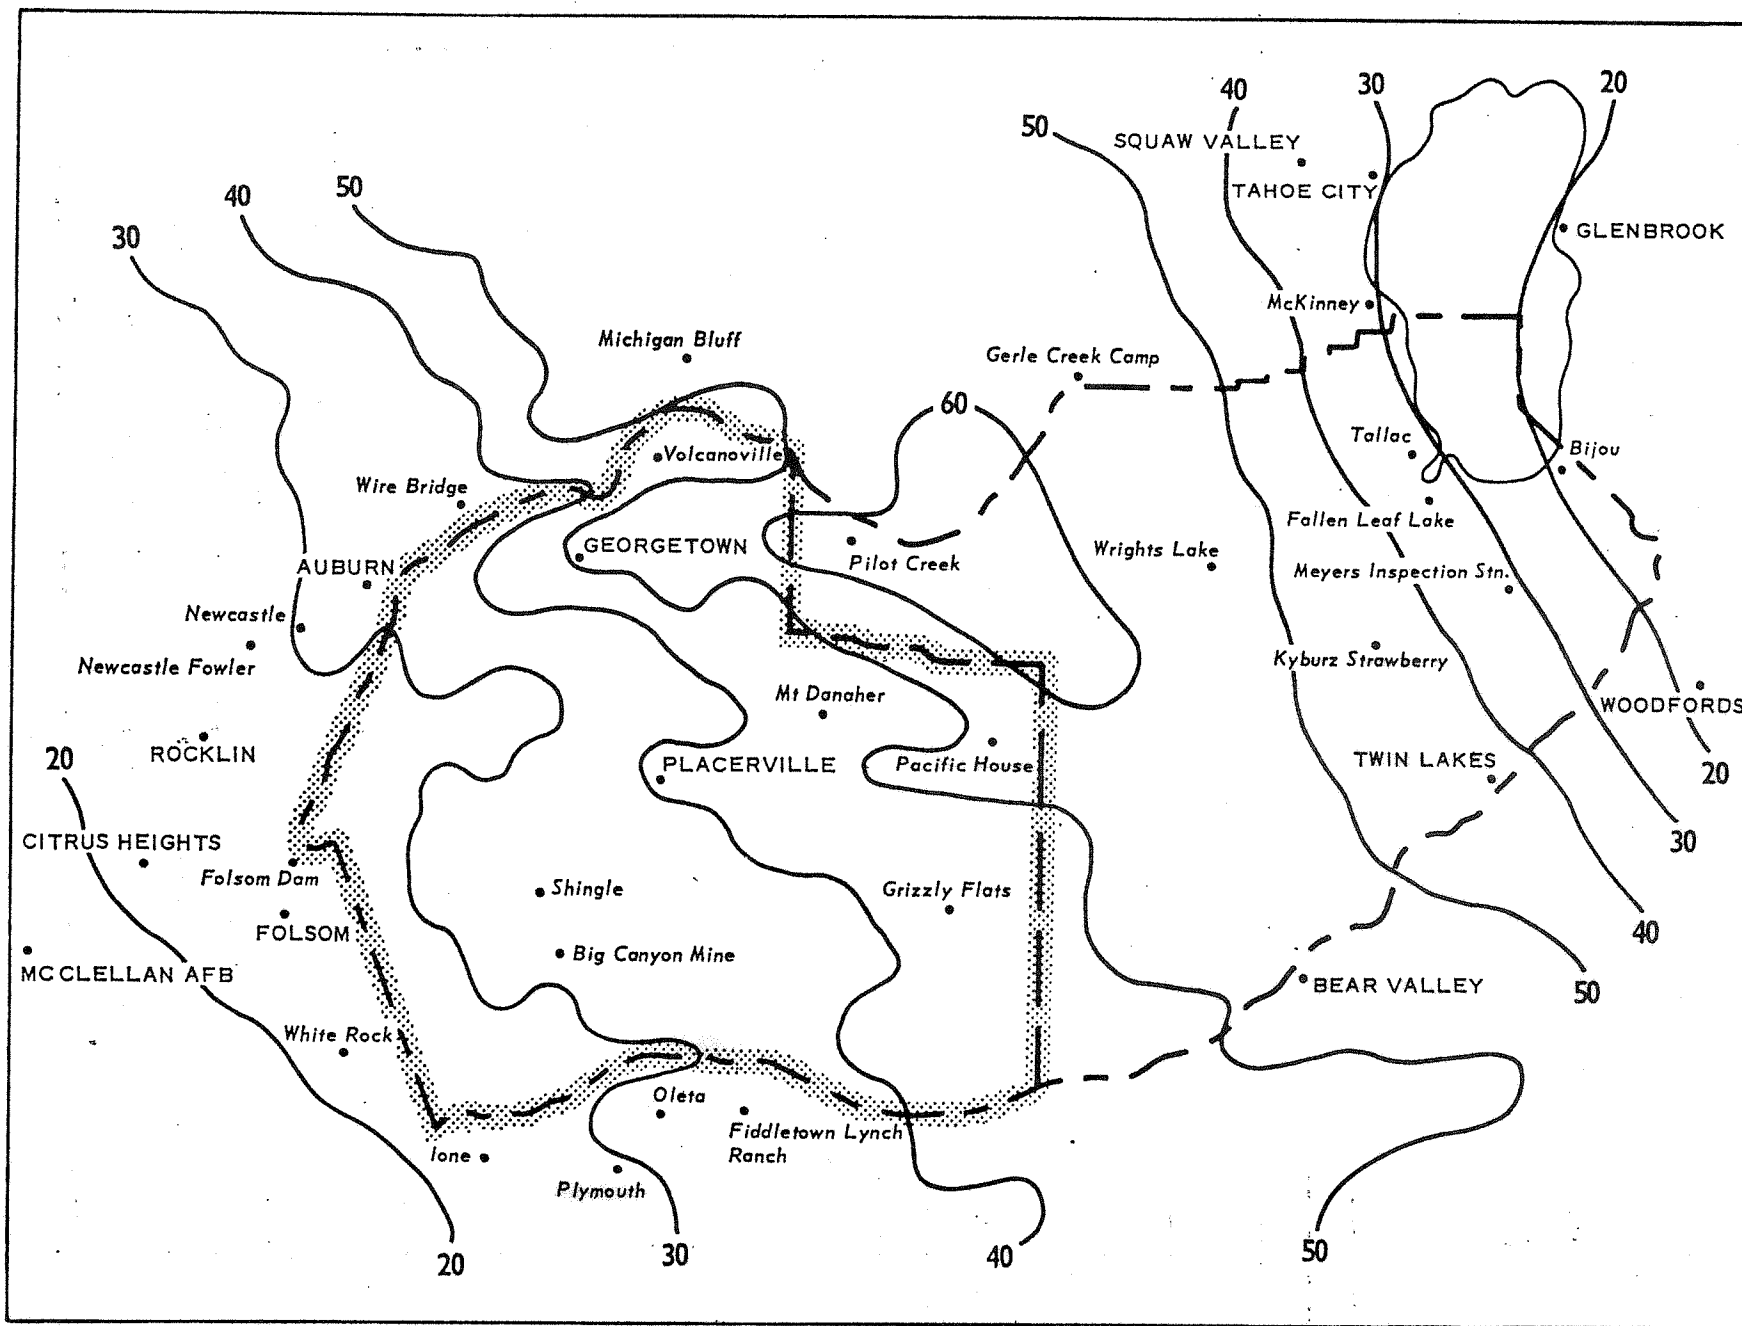 20
30
40
50
SQUAW VALLEY
TAHOE CITY
GLENBROOK
50
40
30
McKinney
Michigan Bluff
Gerle Creek Camp
60
Volcanoville
Tallac
Bijou
Wire Bridge
Fallen Leaf Lake
GEORGETOWN
Wrights Lake
Pilot Creek
AUBURN
Meyers Inspection Stn.
Newcastle
Newcastle Fowler
Kyburz Strawberry
Mt Danaher
WOODFORDS
ROCKLIN
20
PLACERVILLE
Pacific House
TWIN LAKES
20
CITRUS HEIGHTS
30
Folsom Dam
Shingle
Grizzly Flats
FOLSOM
40
Big Canyon Mine
MC CLELLAN AFB
BEAR VALLEY
50
White Rock
Oleta
Fiddletown Lynch
Ranch
Ione
Plymouth
20
30
40
50